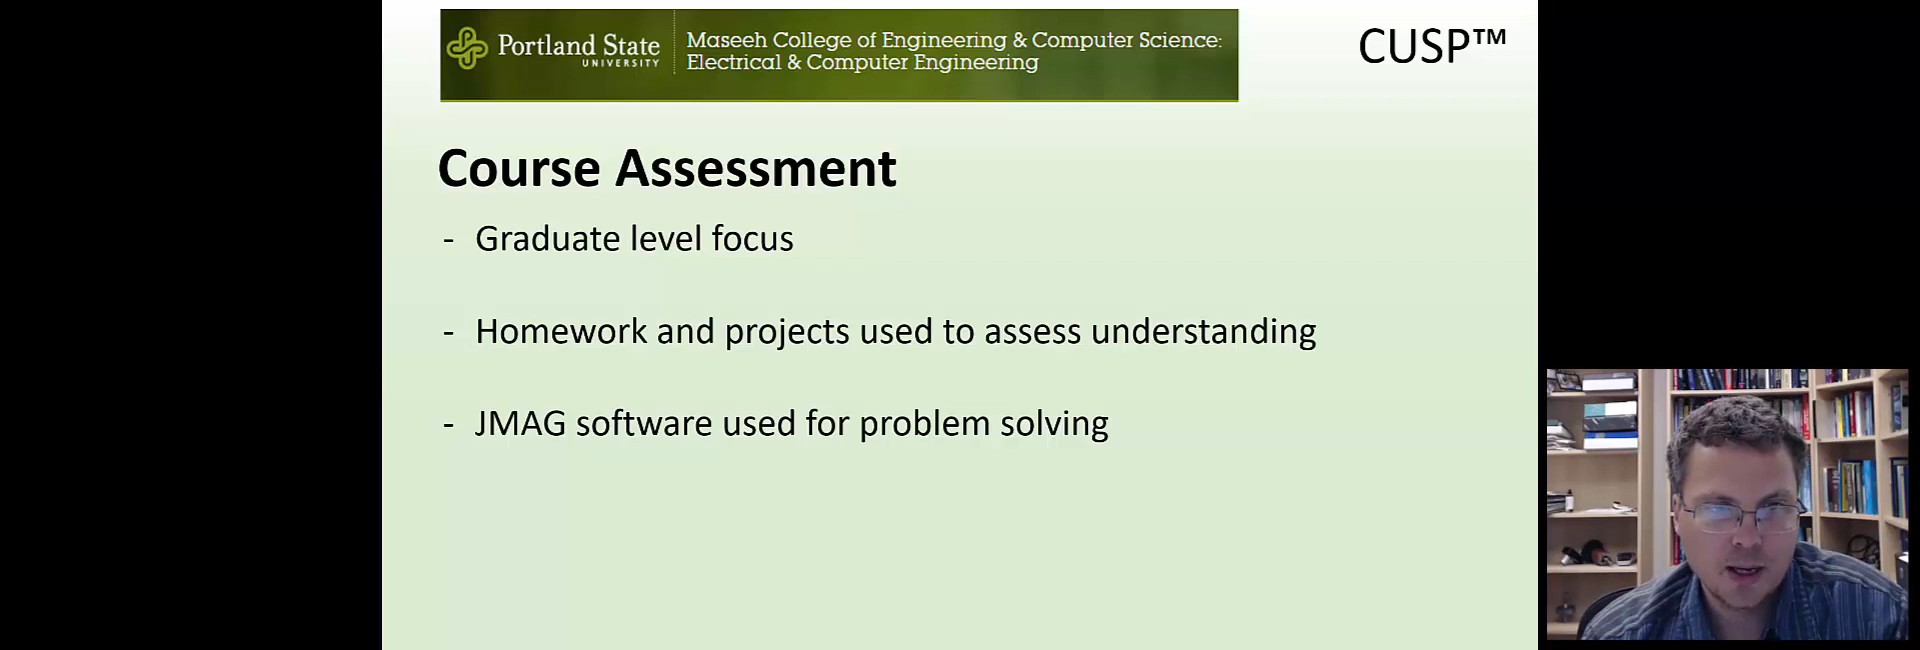 Portland State
UNIVERSITY
Maseeh College of Engineering & Computer Science:
Electrical & Computer Engineering
CUSP™
Course Assessment
- Graduate level focus
- Homework and projects used to assess understanding
- JMAG software used for problem solving